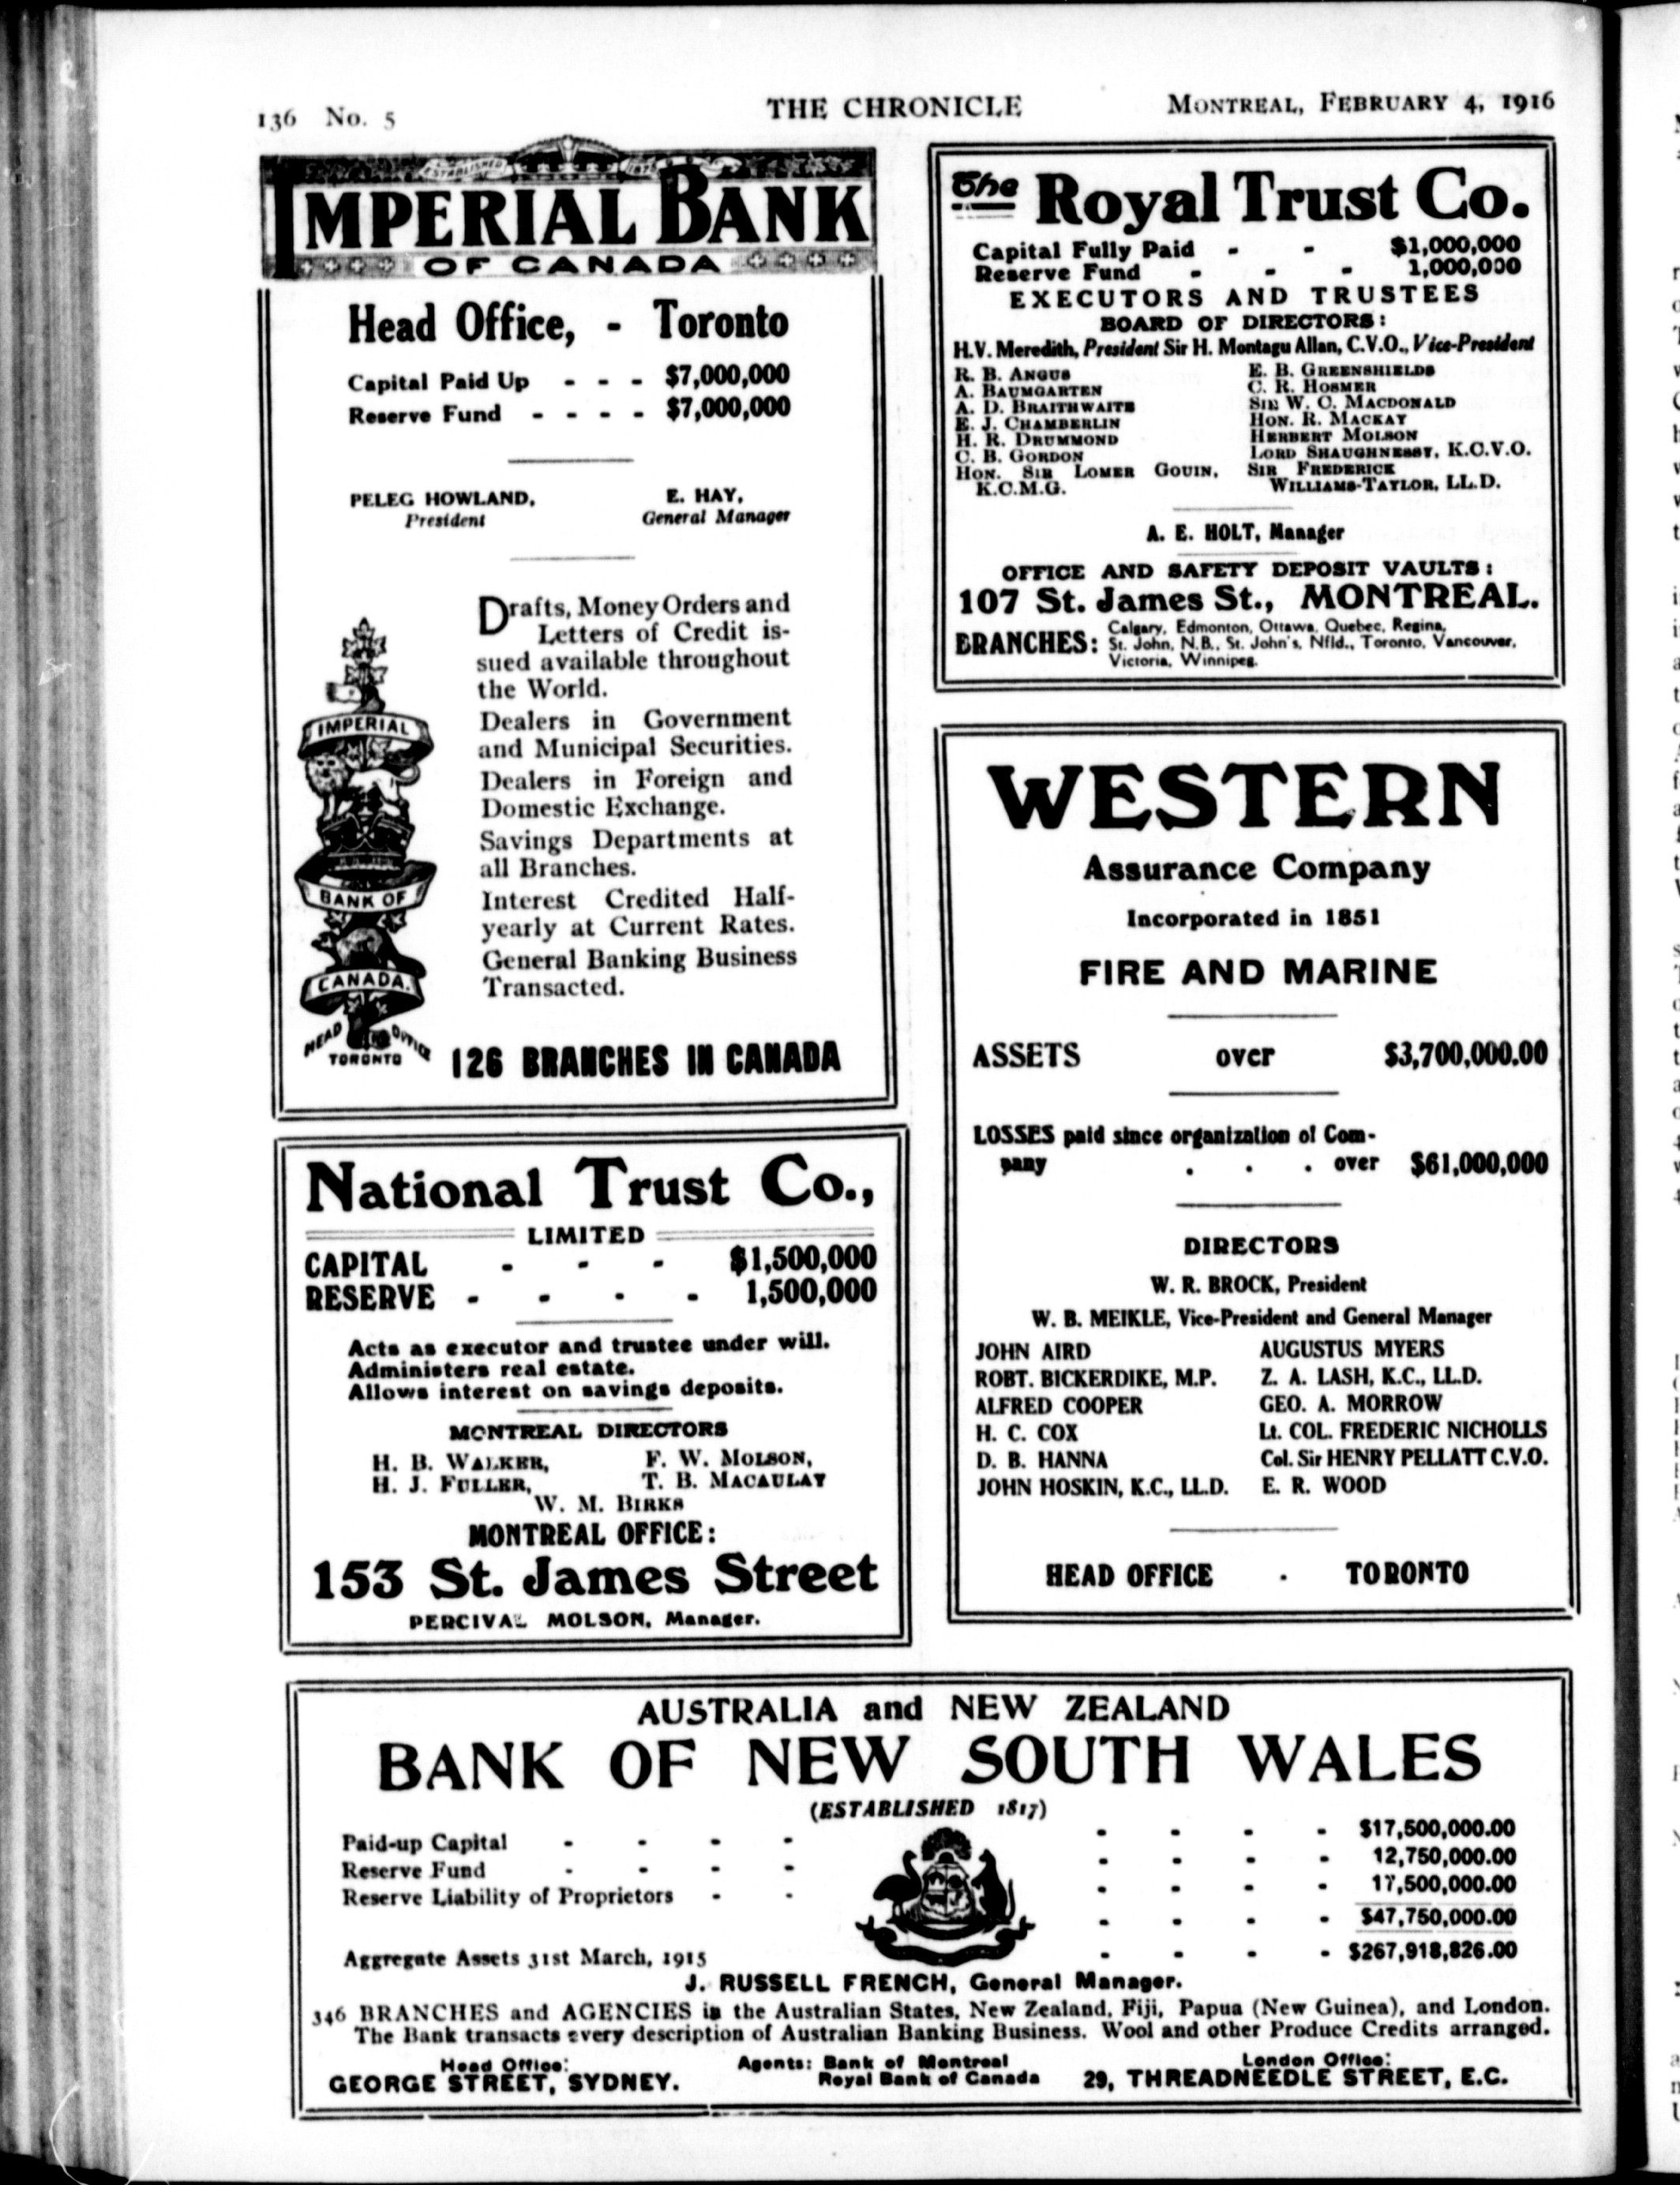 136 No. 5
THE CHRONICLE
MONTREAL, FEBRUARY 4, 1916
ESTABLISHED 1875
IMPERIAL BANK
OF CANADA
Head Office, - Toronto
Capital Paid Up - - - $7,000,000
Reserve Fund - - - - $7,000,000
PELEG HOWLAND, E. HAY,
President General Manager
Drafts, Money Orders and
Letters of Credit is-
sued available throughout
the World.
Dealers in Government
and Municipal Securities.
Dealers in Foreign and
Domestic Exchange.
Savings Departments at
all Branches.
Interest Credited Half-
yearly at Current Rates.
General Banking Business
Transacted.
IMPERIAL
BANK OF
CANADA.
HEAD OFFICE
TORONTO
126 BRANCHES IN CANADA
National Trust Co.,
LIMITED
CAPITAL - - - $1,500,000
RESERVE - - - - 1,500,000
Acts as executor and trustee under will.
Administers real estate.
Allows interest on savings deposits.
MONTREAL DIRECTORS
H. B. WALKER, F. W. MOLSON,
H. J. FULLER, T. B. MACAULAY
W. M. BIRKS
MONTREAL OFFICE:
153 St. James Street
PERCIVAL MOLSON, Manager.
The Royal Trust Co.
Capital Fully Paid - - $1,000,000
Reserve Fund - - - 1,000,000
EXECUTORS AND TRUSTEES
BOARD OF DIRECTORS:
H.V. Meredith, President Sir H. Montagu Allan, C.V.O., Vice-President
R. B. ANGUS E. B. GREENSHIELDS
A. BAUMGARTEN C. R. HOSMER
A. D. BRAITHWAITE SIR W. C. MACDONALD
E. J. CHAMBERLIN HON. R. MACKAY
H. R. DRUMMOND HERBERT MOLSON
C. B. GORDON LORD SHAUGHNESSY, K.C.V.O.
HON. SIR LOMER GOUIN, SIR FREDERICK
K.C.M.G. WILLIAMS-TAYLOR, LL.D.
A. E. HOLT, Manager
OFFICE AND SAFETY DEPOSIT VAULTS:
107 St. James St., MONTREAL.
BRANCHES: Calgary, Edmonton, Ottawa, Quebec, Regina,
St. John, N.B., St. John's, Nfld., Toronto, Vancouver,
Victoria, Winnipeg.
WESTERN
Assurance Company
Incorporated in 1851
FIRE AND MARINE
ASSETS over $3,700,000.00
LOSSES paid since organization of Com-
pany . . . over $61,000,000
DIRECTORS
W. R. BROCK, President
W. B. MEIKLE, Vice-President and General Manager
JOHN AIRD AUGUSTUS MYERS
ROBT. BICKERDIKE, M.P. Z. A. LASH, K.C., LL.D.
ALFRED COOPER GEO. A. MORROW
H. C. COX Lt. COL. FREDERIC NICHOLLS
D. B. HANNA Col. Sir HENRY PELLATT C.V.O.
JOHN HOSKIN, K.C., LL.D. E. R. WOOD
HEAD OFFICE - TORONTO
AUSTRALIA and NEW ZEALAND
BANK OF NEW SOUTH WALES
(ESTABLISHED 1817)
Paid-up Capital - - - - - - - - $17,500,000.00
Reserve Fund - - - - - - - - 12,750,000.00
Reserve Liability of Proprietors - - - - - - 17,500,000.00
- - - - $47,750,000.00
Aggregate Assets 31st March, 1915 - - - - $267,918,826.00
J. RUSSELL FRENCH, General Manager.
346 BRANCHES and AGENCIES in the Australian States, New Zealand, Fiji, Papua (New Guinea), and London.
The Bank transacts every description of Australian Banking Business. Wool and other Produce Credits arranged.
Head Office: Agents: Bank of Montreal London Office:
GEORGE STREET, SYDNEY. Royal Bank of Canada 29, THREADNEEDLE STREET, E.C.